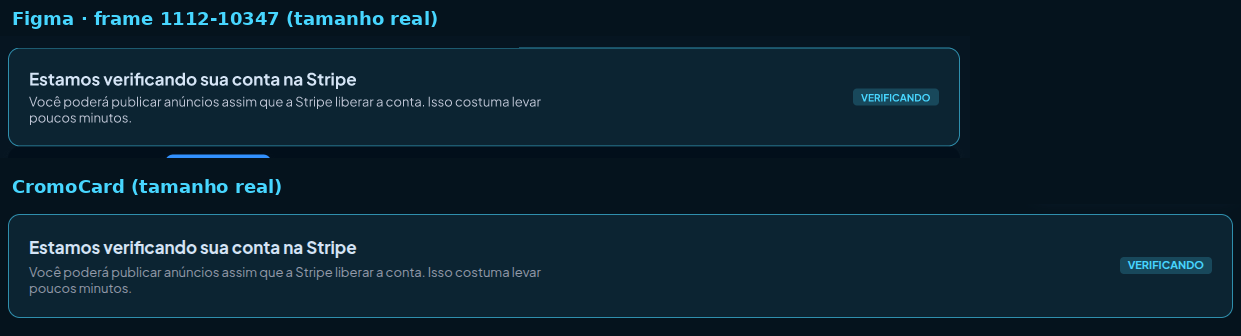 Figma · frame 1112-10347 (tamanho real)
Estamos verificando sua conta na Stripe
Você poderá publicar anúncios assim que a Stripe liberar a conta. Isso costuma levar
poucos minutos.
VERIFICANDO
CromoCard (tamanho real)
Estamos verificando sua conta na Stripe
Você poderá publicar anúncios assim que a Stripe liberar a conta. Isso costuma levar
poucos minutos.
VERIFICANDO